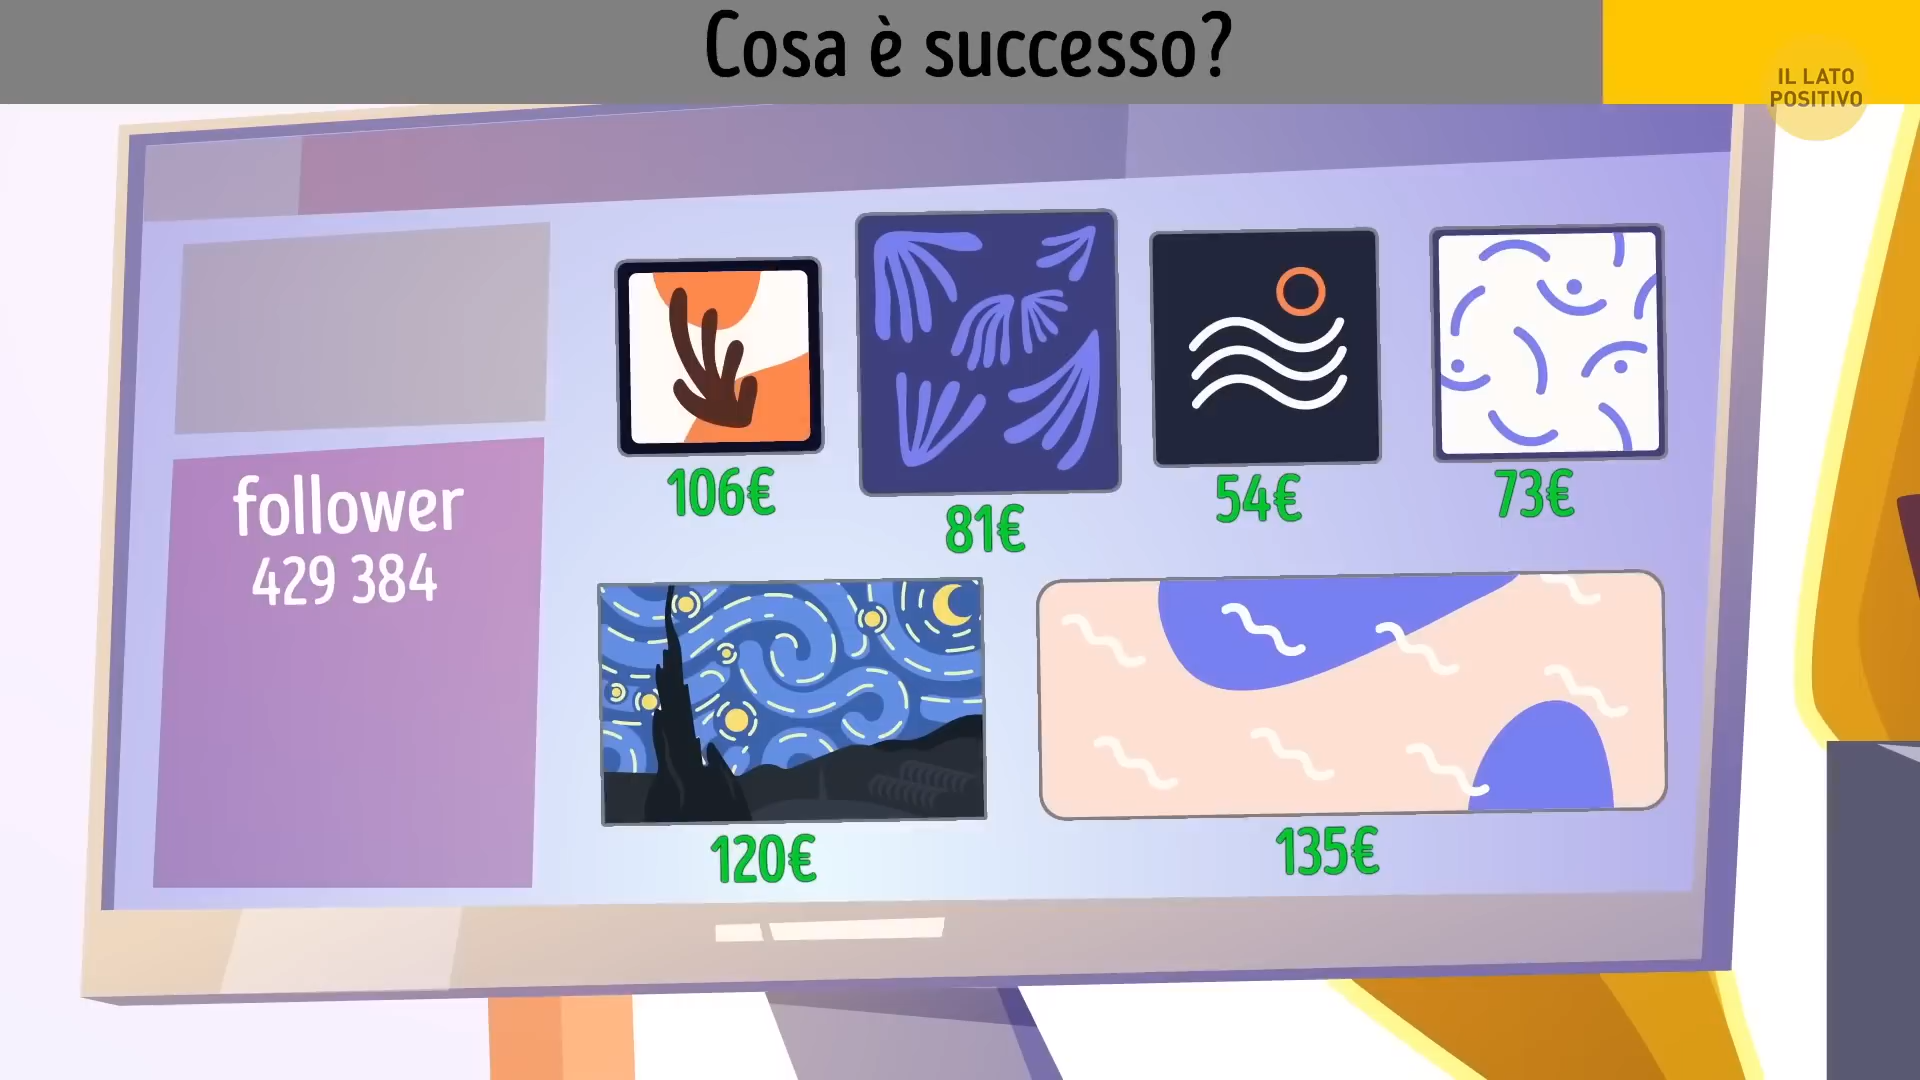 Cosa è successo?
IL LATO
POSITIVO
follower
429 384
106€
81€
54€
73€
120€
135€